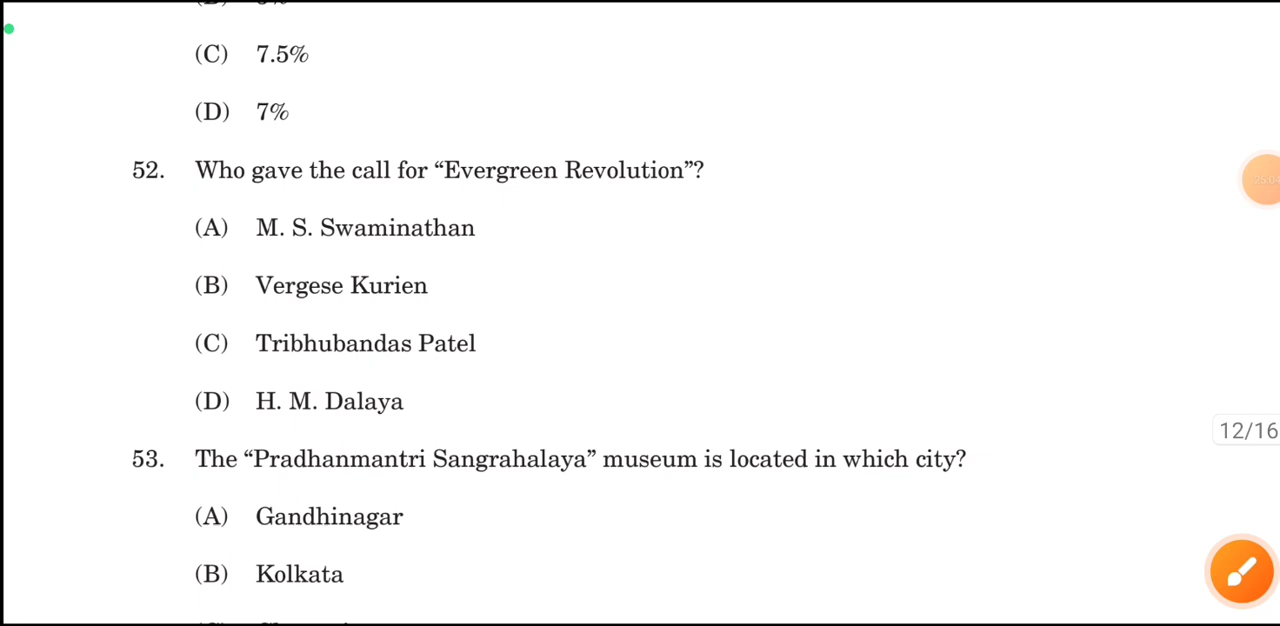 (C) 7.5%
(D) 7%
52. Who gave the call for “Evergreen Revolution”?
(A) M. S. Swaminathan
(B) Vergese Kurien
(C) Tribhubandas Patel
(D) H. M. Dalaya
12/16
53. The “Pradhanmantri Sangrahalaya” museum is located in which city?
(A) Gandhinagar
(B) Kolkata